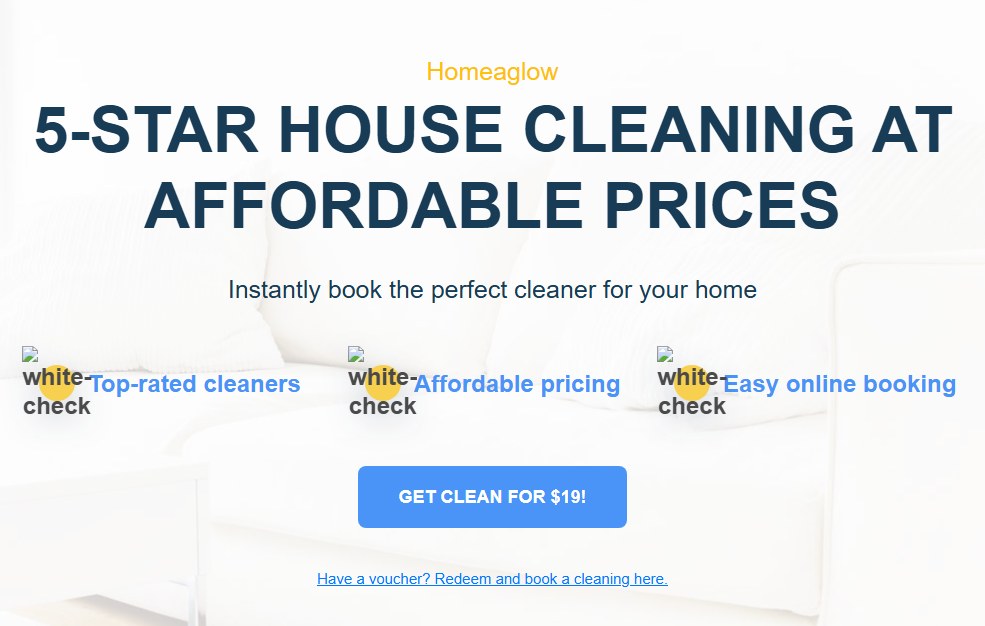 Homeaglow
5-STAR HOUSE CLEANING AT
AFFORDABLE PRICES
Instantly book the perfect cleaner for your home
white-check Top-rated cleaners
white-check Affordable pricing
white-check Easy online booking
GET CLEAN FOR $19!
Have a voucher? Redeem and book a cleaning here.